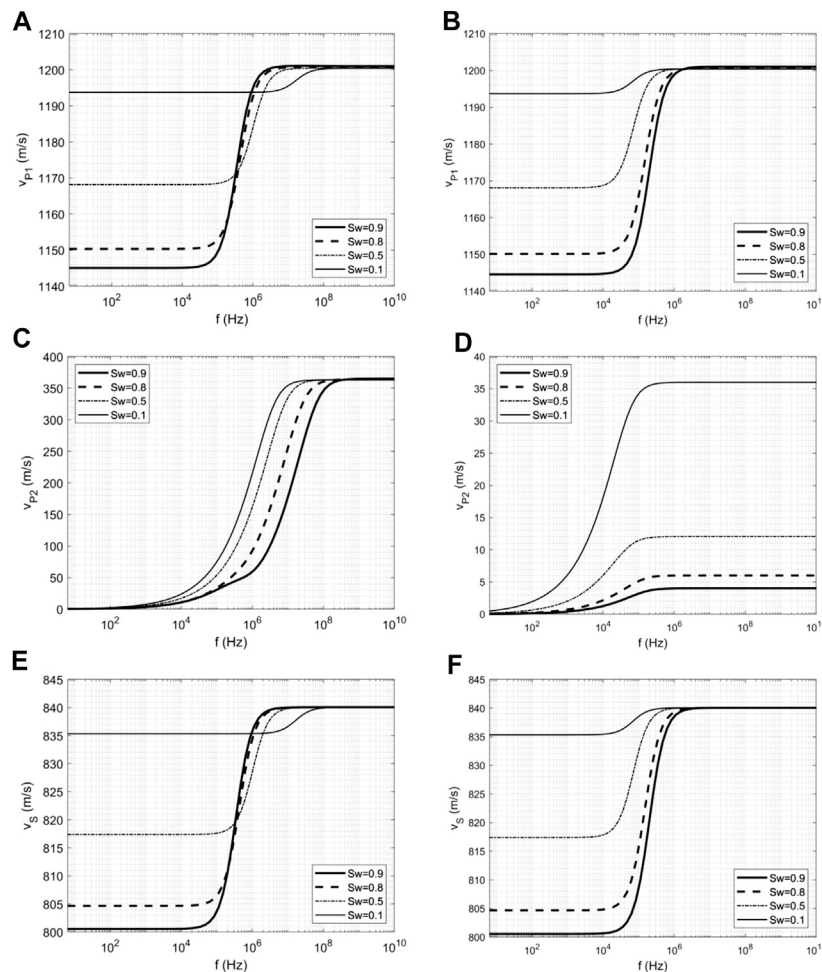 A
B
1210
1200
1190
1180
1170
1160
1150
1140
v_P1 (m/s)
10^2
10^4
10^6
10^8
10^10
f (Hz)
Sw=0.9
Sw=0.8
Sw=0.5
Sw=0.1
1210
1200
1190
1180
1170
1160
1150
1140
v_P1 (m/s)
10^2
10^4
10^6
10^8
10^10
f (Hz)
Sw=0.9
Sw=0.8
Sw=0.5
Sw=0.1
C
D
400
350
300
250
200
150
100
50
0
v_P2 (m/s)
10^2
10^4
10^6
10^8
10^10
f (Hz)
Sw=0.9
Sw=0.8
Sw=0.5
Sw=0.1
40
35
30
25
20
15
10
5
0
v_P2 (m/s)
10^2
10^4
10^6
10^8
10^10
f (Hz)
Sw=0.9
Sw=0.8
Sw=0.5
Sw=0.1
E
F
845
840
835
830
825
820
815
810
805
800
v_S (m/s)
10^2
10^4
10^6
10^8
10^10
f (Hz)
Sw=0.9
Sw=0.8
Sw=0.5
Sw=0.1
845
840
835
830
825
820
815
810
805
800
v_S (m/s)
10^2
10^4
10^6
10^8
10^10
f (Hz)
Sw=0.9
Sw=0.8
Sw=0.5
Sw=0.1